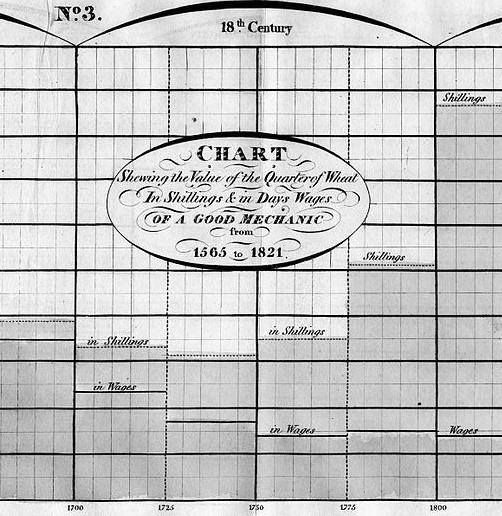 No. 3.
18th. Century
Shillings
CHART
Shewing the Value of the Quarter of Wheat
In Shillings & in Days Wages
OF A GOOD MECHANIC
from
1565 to 1821.
Shillings
in Shillings
in Shillings
in Wages
in Wages
Wages
1700 1725 1750 1775 1800